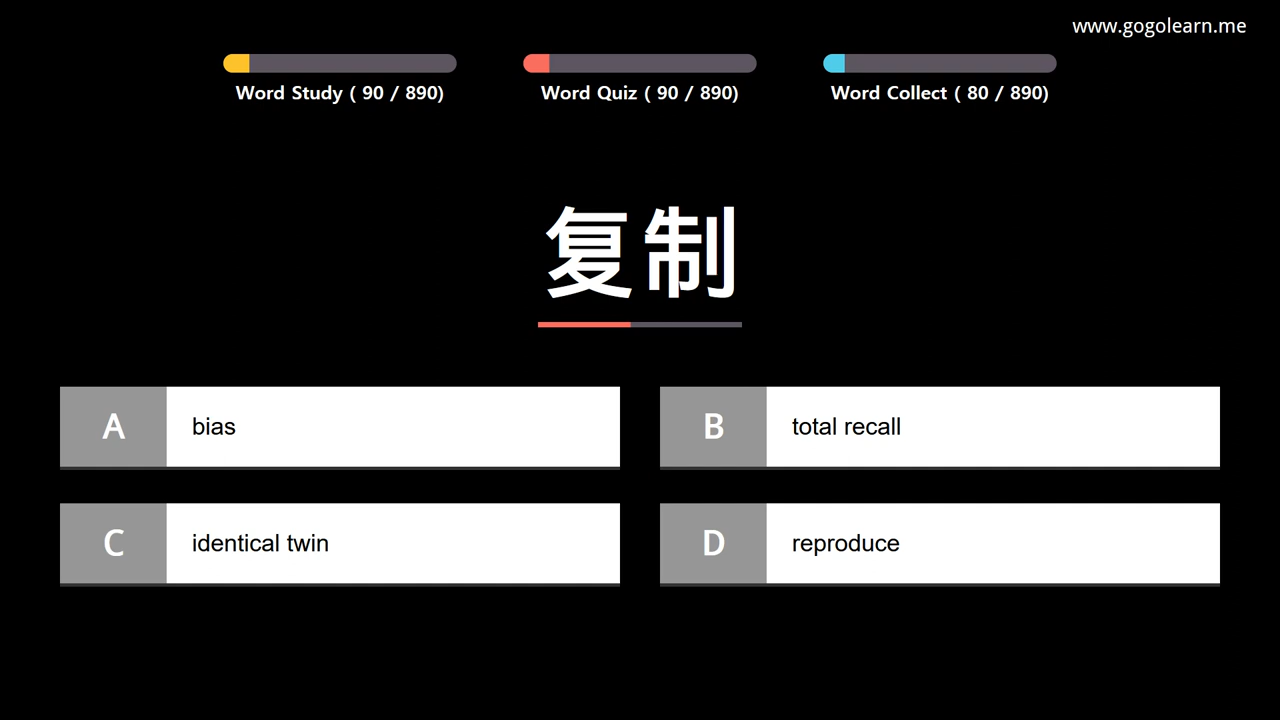 www.gogolearn.me
Word Study ( 90 / 890)
Word Quiz ( 90 / 890)
Word Collect ( 80 / 890)
复制
A
bias
B
total recall
C
identical twin
D
reproduce